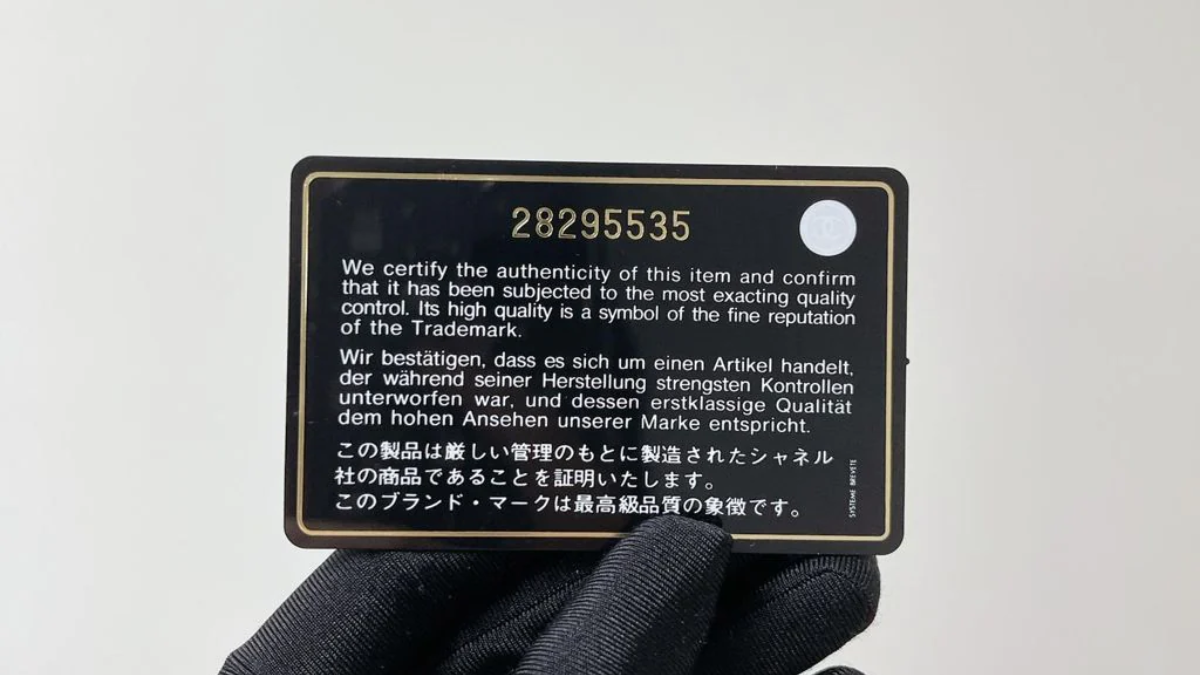 28295535
We certify the authenticity of this item and confirm
that it has been subjected to the most exacting quality
control. Its high quality is a symbol of the fine reputation
of the Trademark.
Wir bestätigen, dass es sich um einen Artikel handelt,
der während seiner Herstellung strengsten Kontrollen
unterworfen war, und dessen erstklassige Qualität
dem hohen Ansehen unserer Marke entspricht.
この製品は厳しい管理のもとに製造されたシャネル
社の商品であることを証明いたします。
このブランド・マークは最高級品質の象徴です。
SYSTEME BREVETE